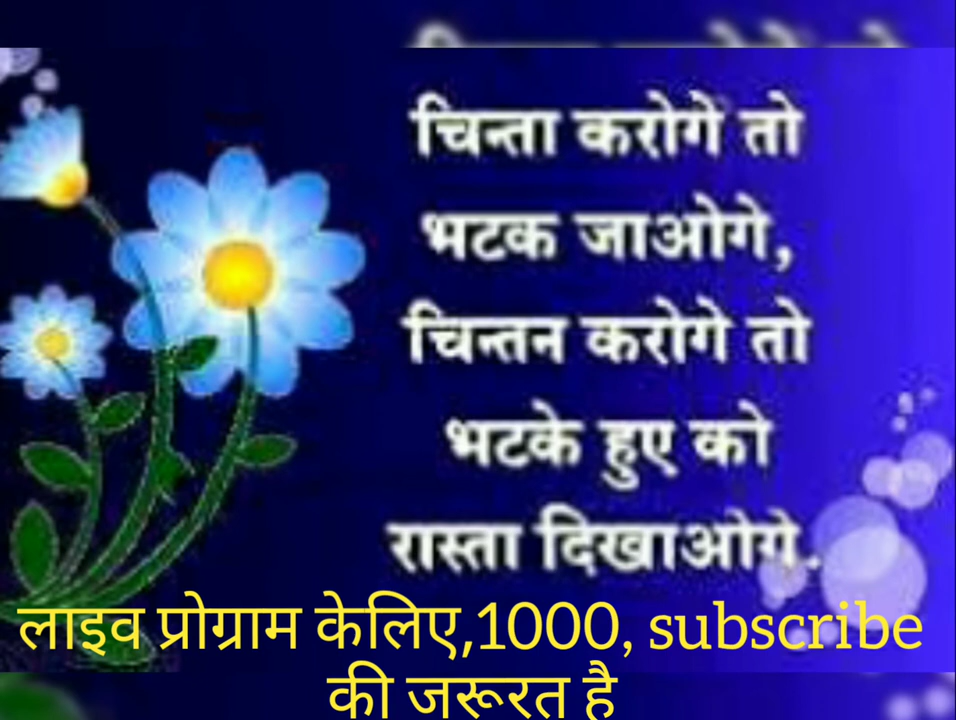 चिन्ता करोगे तो
भटक जाओगे,
चिन्तन करोगे तो
भटके हुए को
रास्ता दिखाओगे.
लाइव प्रोग्राम केलिए,1000, subscribe
की जरूरत है